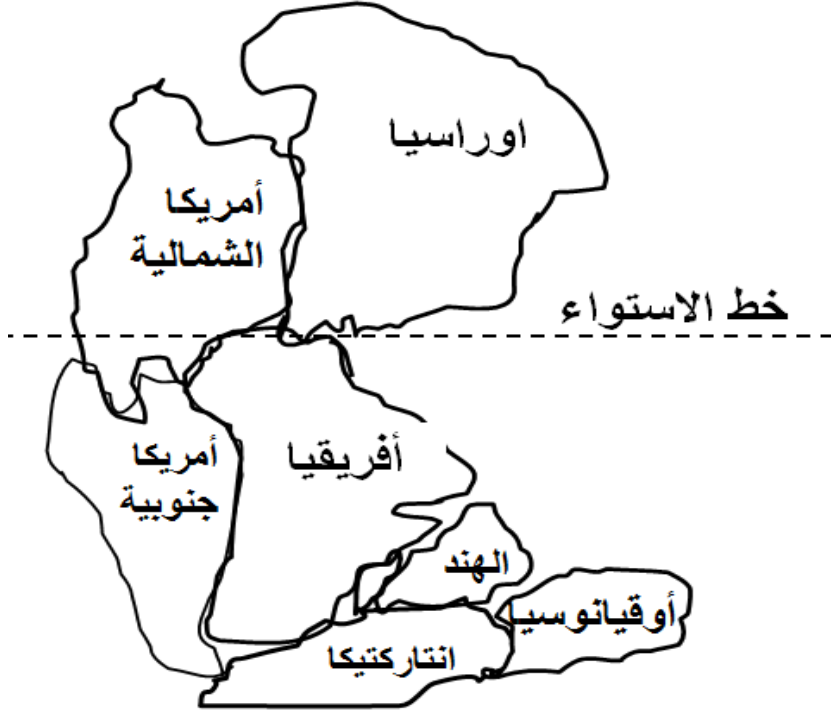 اوراسيا
أمريكا
الشمالية
خط الاستواء
أمريكا
جنوبية
أفريقيا
الهند
أوقيانوسيا
انتاركتيكا